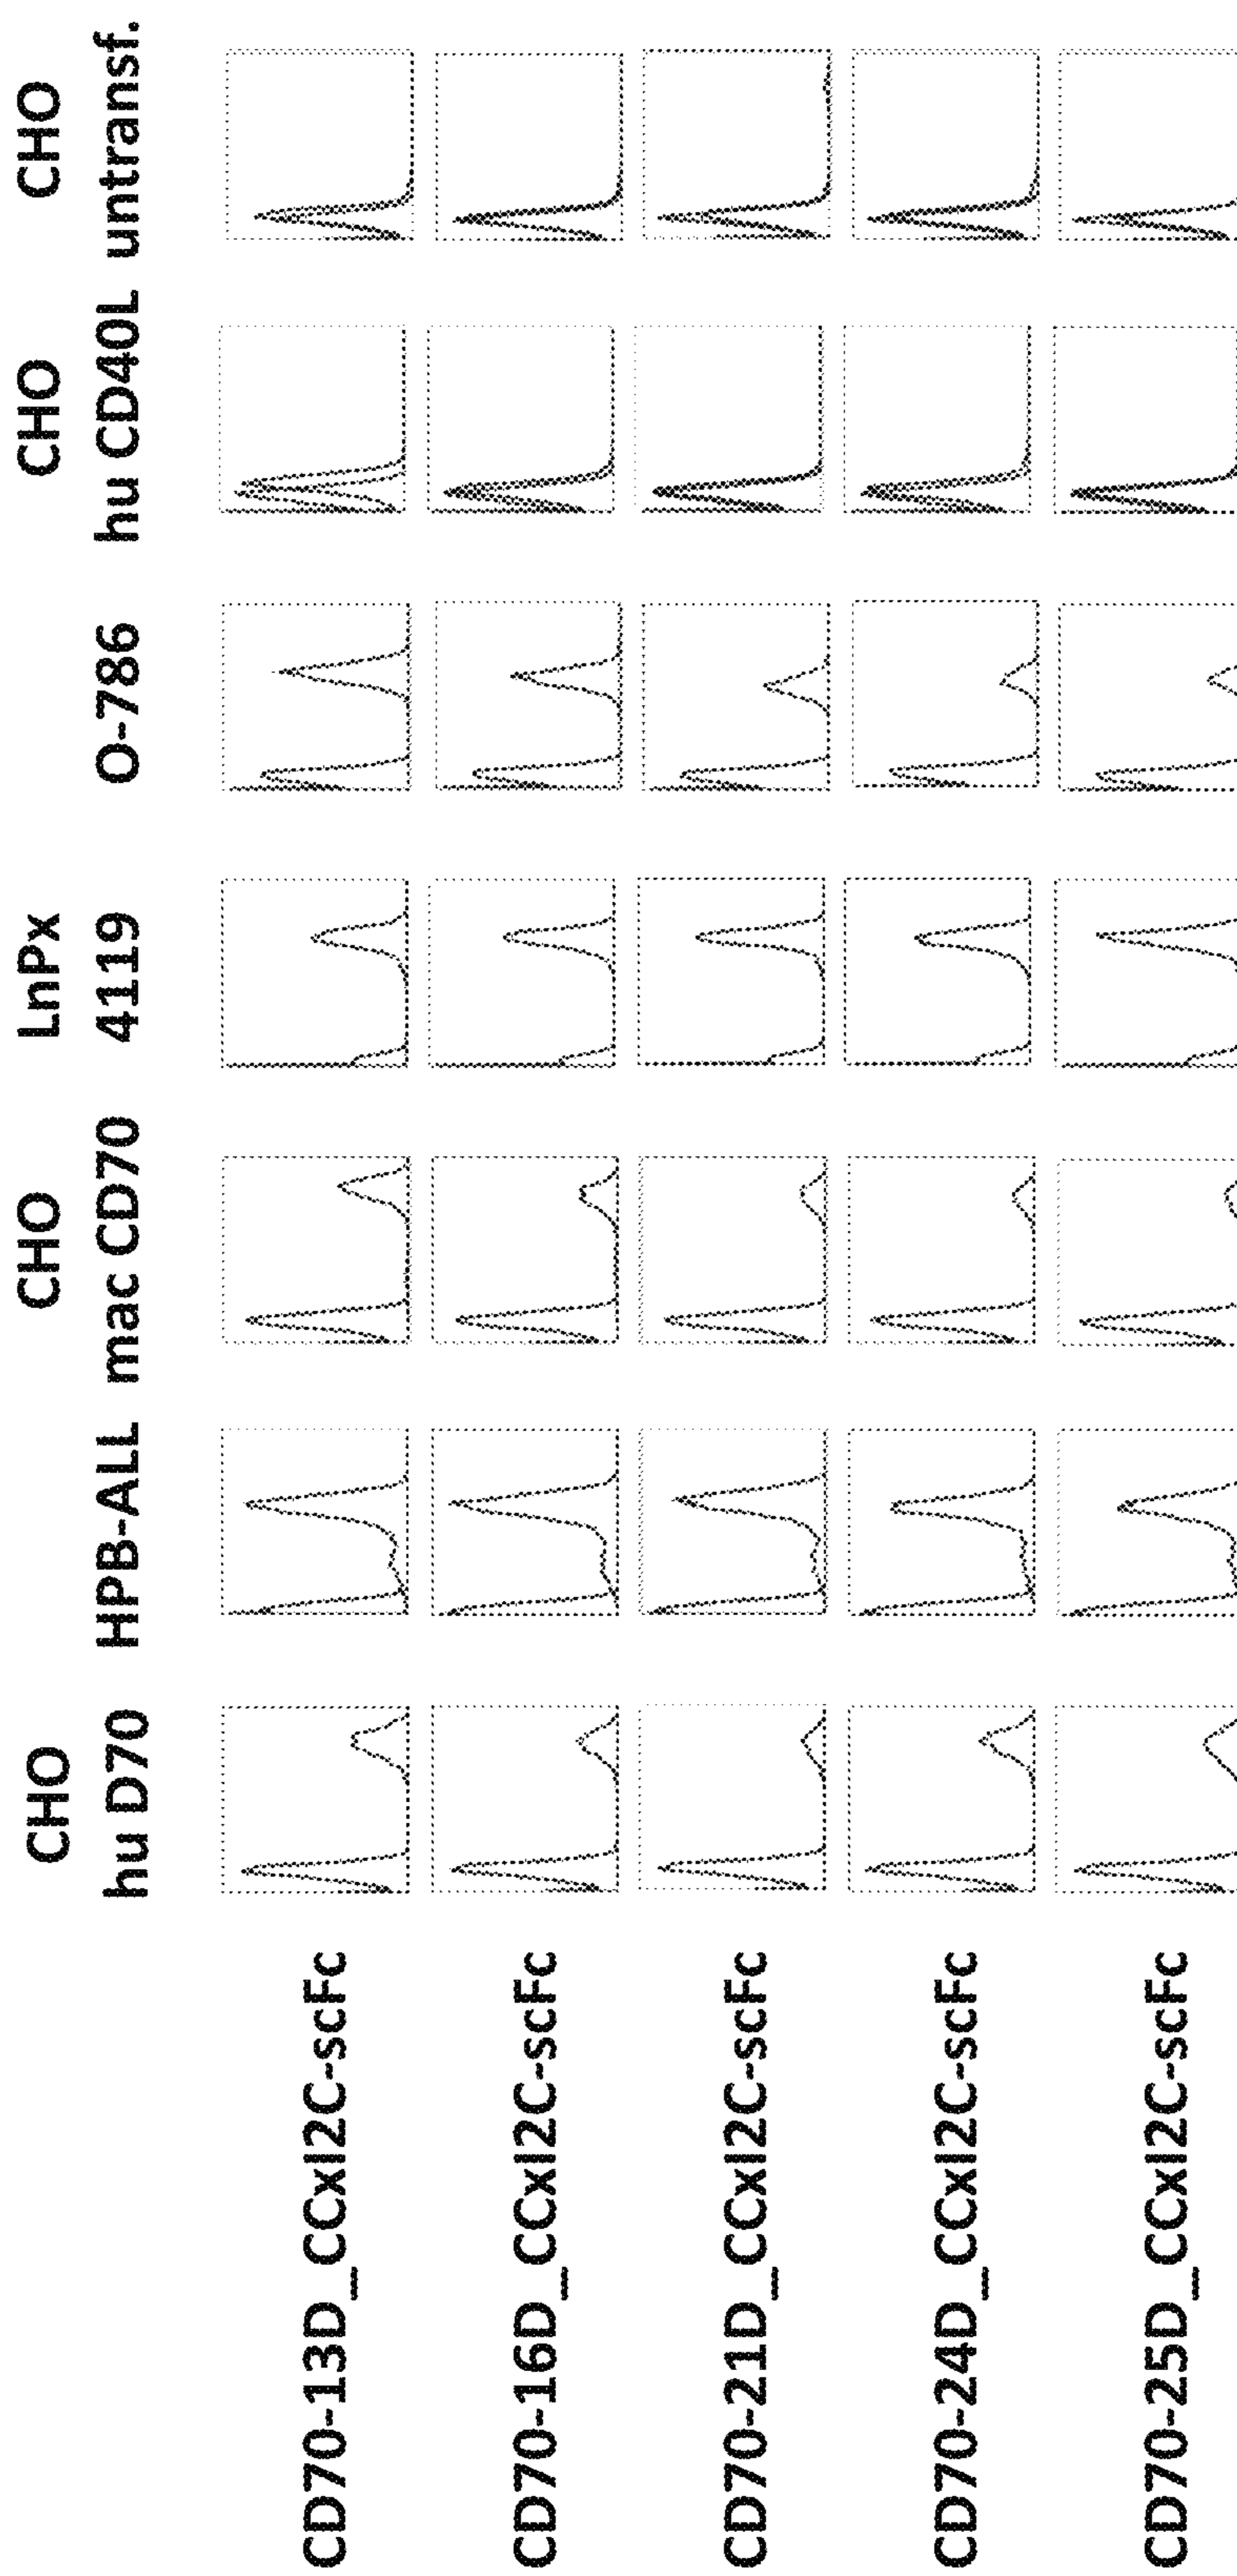 CHO
hu D70
HPB-ALL
CHO
mac CD70
LnPx
4119
O-786
CHO
hu CD40L
CHO
untransf.
CD70-13D_CCxI2C-scFc
CD70-16D_CCxI2C-scFc
CD70-21D_CCxI2C-scFc
CD70-24D_CCxI2C-scFc
CD70-25D_CCxI2C-scFc